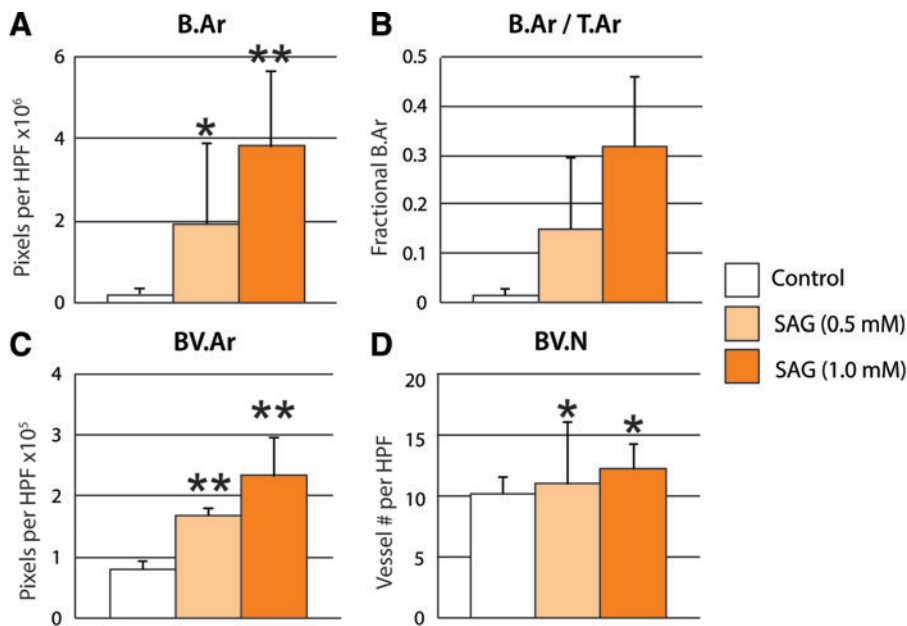 A
B.Ar
Pixels per HPF x10⁶
6
4
2
0
*
**
B
B.Ar / T.Ar
Fractional B.Ar
0.5
0.4
0.3
0.2
0.1
0
C
BV.Ar
Pixels per HPF x10⁵
4
3
2
1
0
**
**
D
BV.N
Vessel # per HPF
20
15
10
5
0
*
*
Control
SAG (0.5 mM)
SAG (1.0 mM)